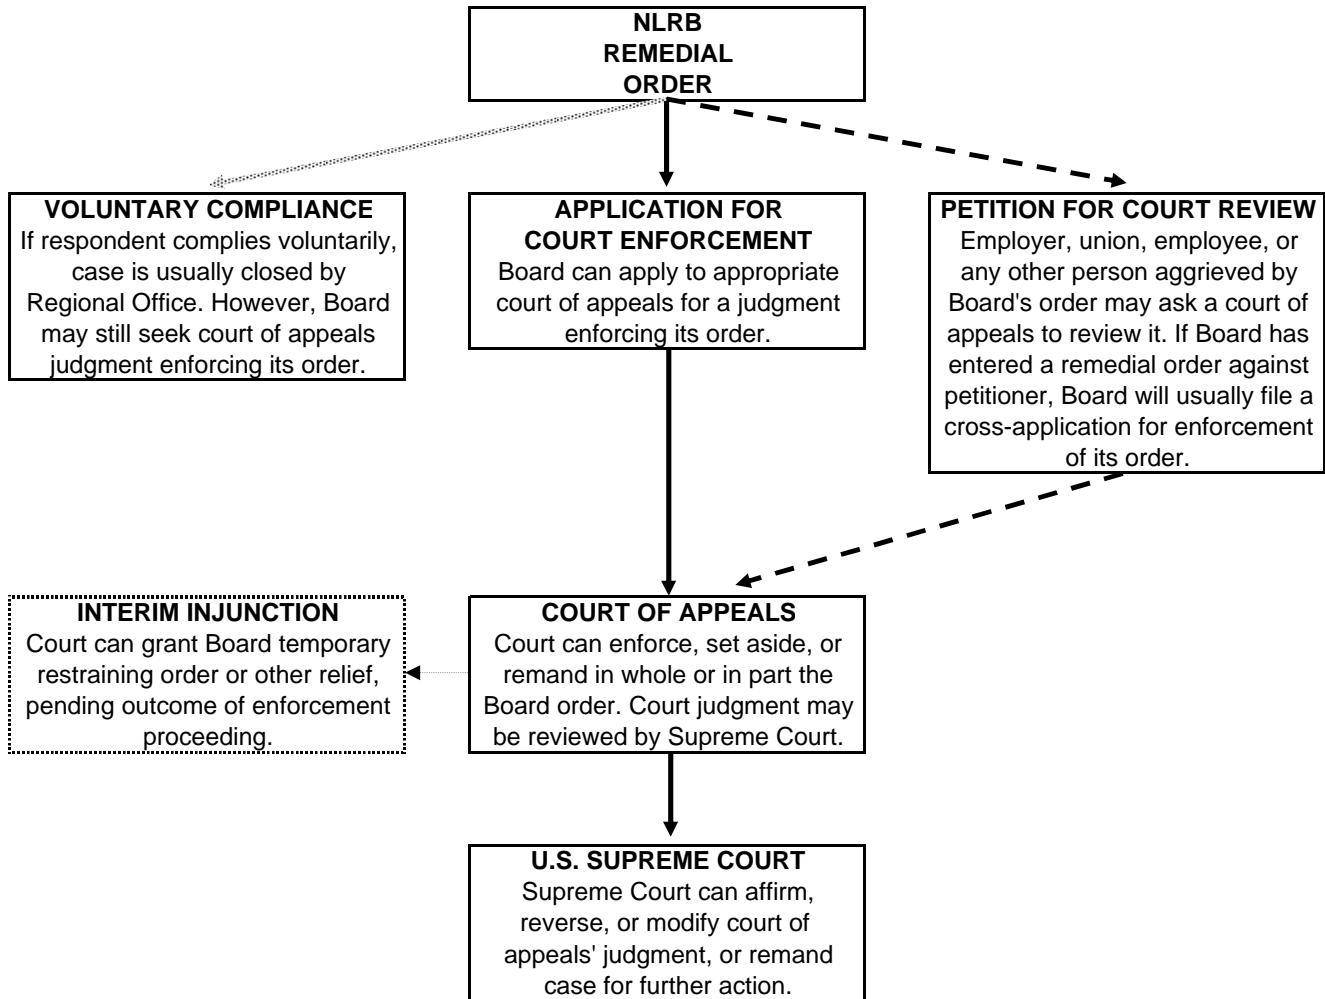 NLRB
REMEDIAL
ORDER
VOLUNTARY COMPLIANCE
If respondent complies voluntarily,
case is usually closed by
Regional Office. However, Board
may still seek court of appeals
judgment enforcing its order.
APPLICATION FOR
COURT ENFORCEMENT
Board can apply to appropriate
court of appeals for a judgment
enforcing its order.
PETITION FOR COURT REVIEW
Employer, union, employee, or
any other person aggrieved by
Board's order may ask a court of
appeals to review it. If Board has
entered a remedial order against
petitioner, Board will usually file a
cross-application for enforcement
of its order.
INTERIM INJUNCTION
Court can grant Board temporary
restraining order or other relief,
pending outcome of enforcement
proceeding.
COURT OF APPEALS
Court can enforce, set aside, or
remand in whole or in part the
Board order. Court judgment may
be reviewed by Supreme Court.
U.S. SUPREME COURT
Supreme Court can affirm,
reverse, or modify court of
appeals' judgment, or remand
case for further action.